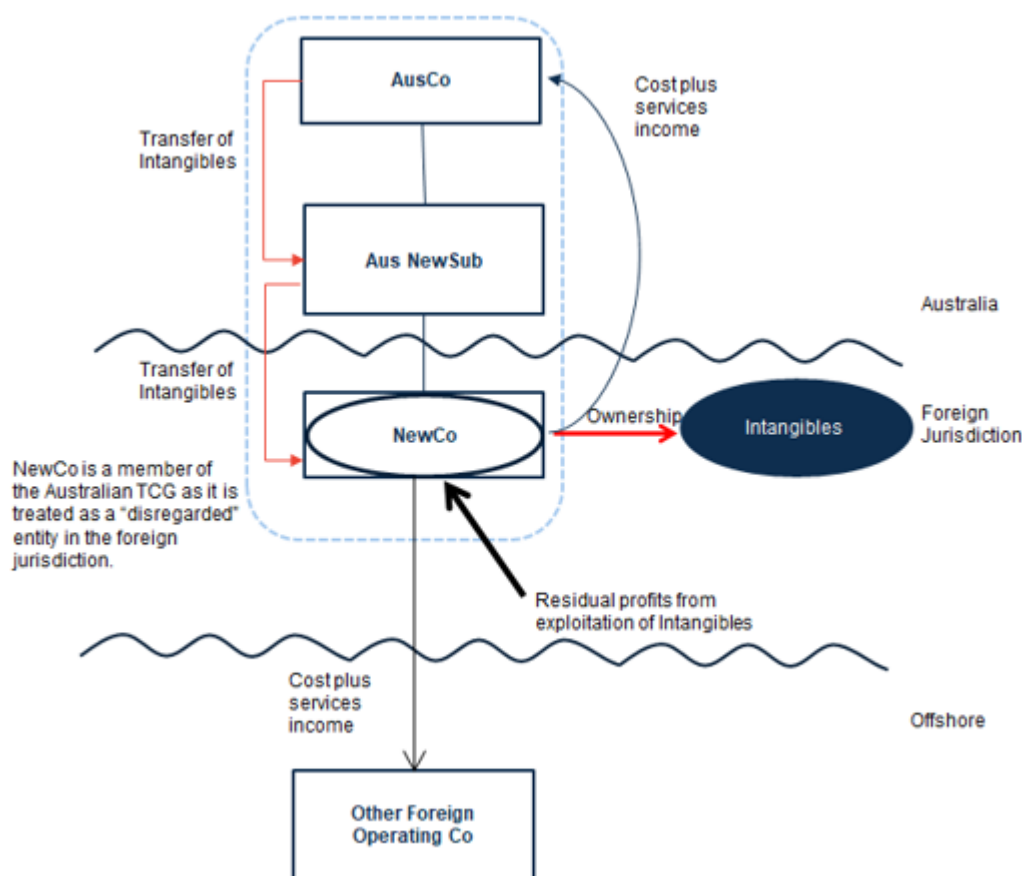 AusCo
Cost plus
services
income
Transfer of
Intangibles
Aus NewSub
Australia
Transfer of
Intangibles
NewCo
Ownership
Intangibles
Foreign
Jurisdiction
NewCo is a member of
the Australian TCG as it is
treated as a “disregarded”
entity in the foreign
jurisdiction.
Residual profits from
exploitation of Intangibles
Cost plus
services
income
Offshore
Other Foreign
Operating Co